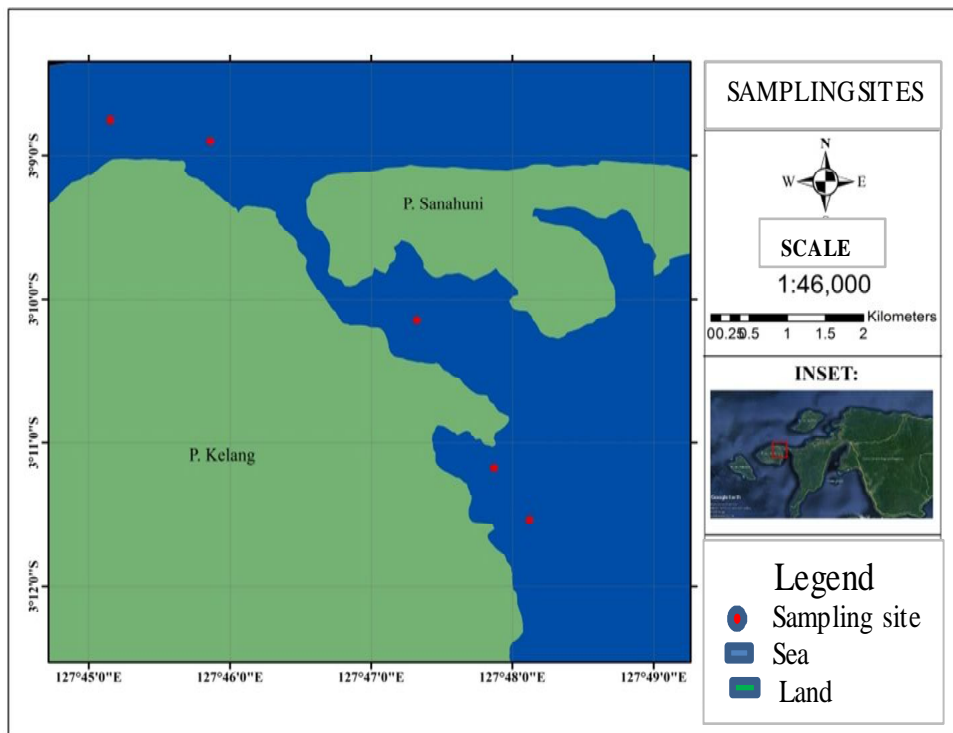 SAMPLINGSITES
N
W
E
SCALE
1:46,000
Kilometers
00.250.5 1 1.5 2
INSET:
Google Earth
Legend
Sampling site
Sea
Land
P. Sanahuni
P. Kelang
3°9'0"S
3°10'0"S
3°11'0"S
3°12'0"S
127°45'0"E 127°46'0"E 127°47'0"E 127°48'0"E 127°49'0"E